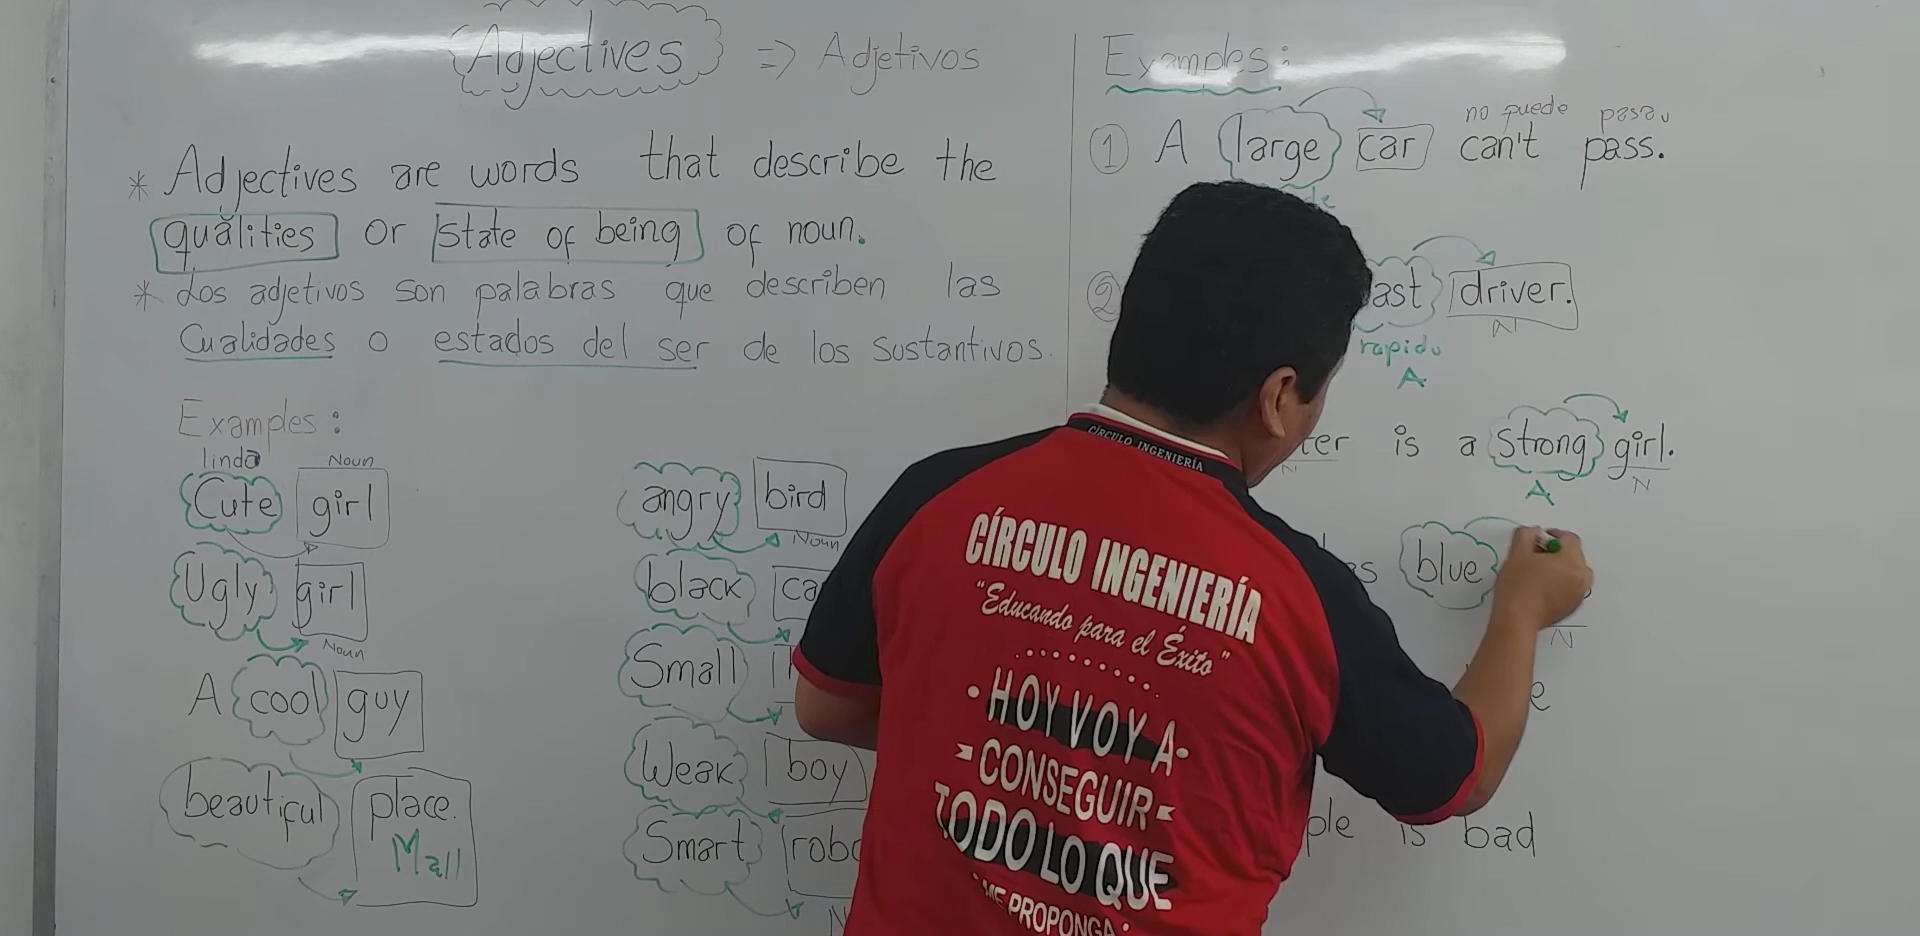 Adjectives => Adjetivos
* Adjectives are words that describe the
qualities or state of being of noun.
* Los adjetivos son palabras que describen las
Cualidades o estados del ser de los sustantivos.
Examples:
linda Noun
Cute girl
Ugly girl
Noun
A cool guy
beautiful place.
Mall
angry bird
Noun
black
Small
Weak boy
Smart
N
Examples:
no puede
① A large car can't pass.
② driver.
N
rapido
A
is a strong girl.
N A N
blue
N
is bad
CÍRCULO INGENIERÍA
CÍRCULO INGENIERÍA
"Educando para el Éxito"
• HOY VOY A •
CONSEGUIR
TODO LO QUE
ME PROPONGA •